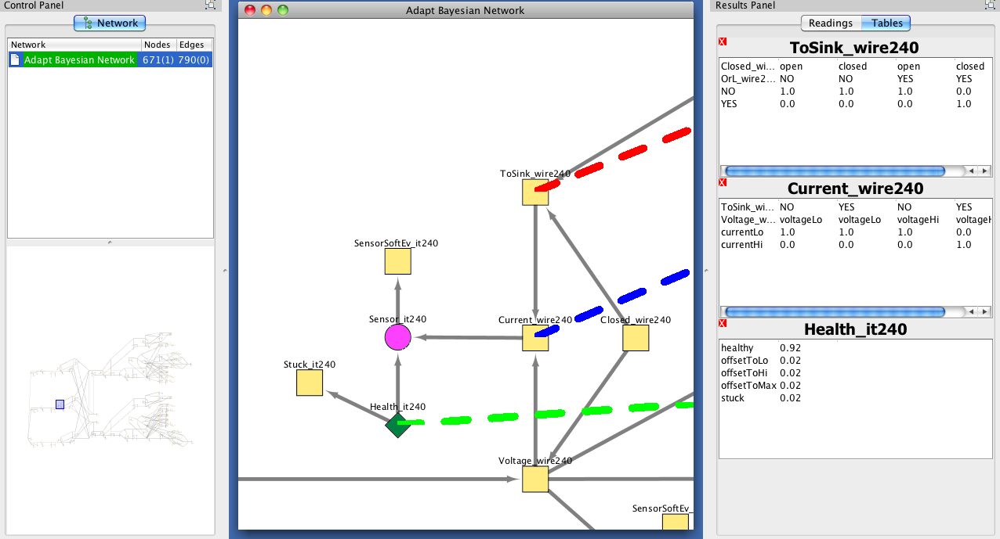 Control Panel
Network
Network Nodes Edges
Adapt Bayesian Network 671(1) 790(0)
Adapt Bayesian Network
ToSink_wire240
SensorSoftEv_it240
Sensor_it240
Current_wire240
Closed_wire240
Stuck_it240
Health_it240
Voltage_wire240
SensorSoftEv_
Results Panel
Readings Tables
ToSink_wire240
Closed_wi... open closed open closed
OrL_wire2... NO NO YES YES
NO 1.0 1.0 1.0 0.0
YES 0.0 0.0 0.0 1.0
Current_wire240
ToSink_wi... NO YES NO YES
Voltage_w... voltageLo voltageLo voltageHi voltageH
currentLo 1.0 1.0 1.0 0.0
currentHi 0.0 0.0 0.0 1.0
Health_it240
healthy 0.92
offsetToLo 0.02
offsetToHi 0.02
offsetToMax 0.02
stuck 0.02